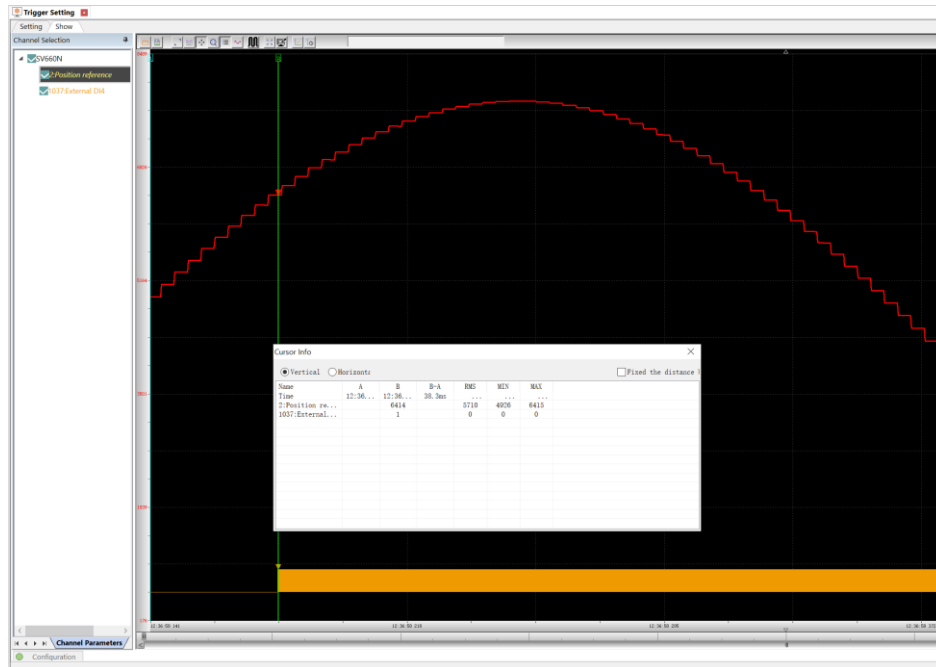 Trigger Setting
Setting Show
Channel Selection
SV660N
2:Position reference
1037:External DI4
Cursor Info
Vertical Horizont:
Fixed the distance
Name A B B-A RMS MIN MAX
Time 12:36... 12:36... 38.3ms ... ... ...
2:Position re... 6414 5710 4926 6415
1037:External... 1 0 0 0
Channel Parameters
Configuration